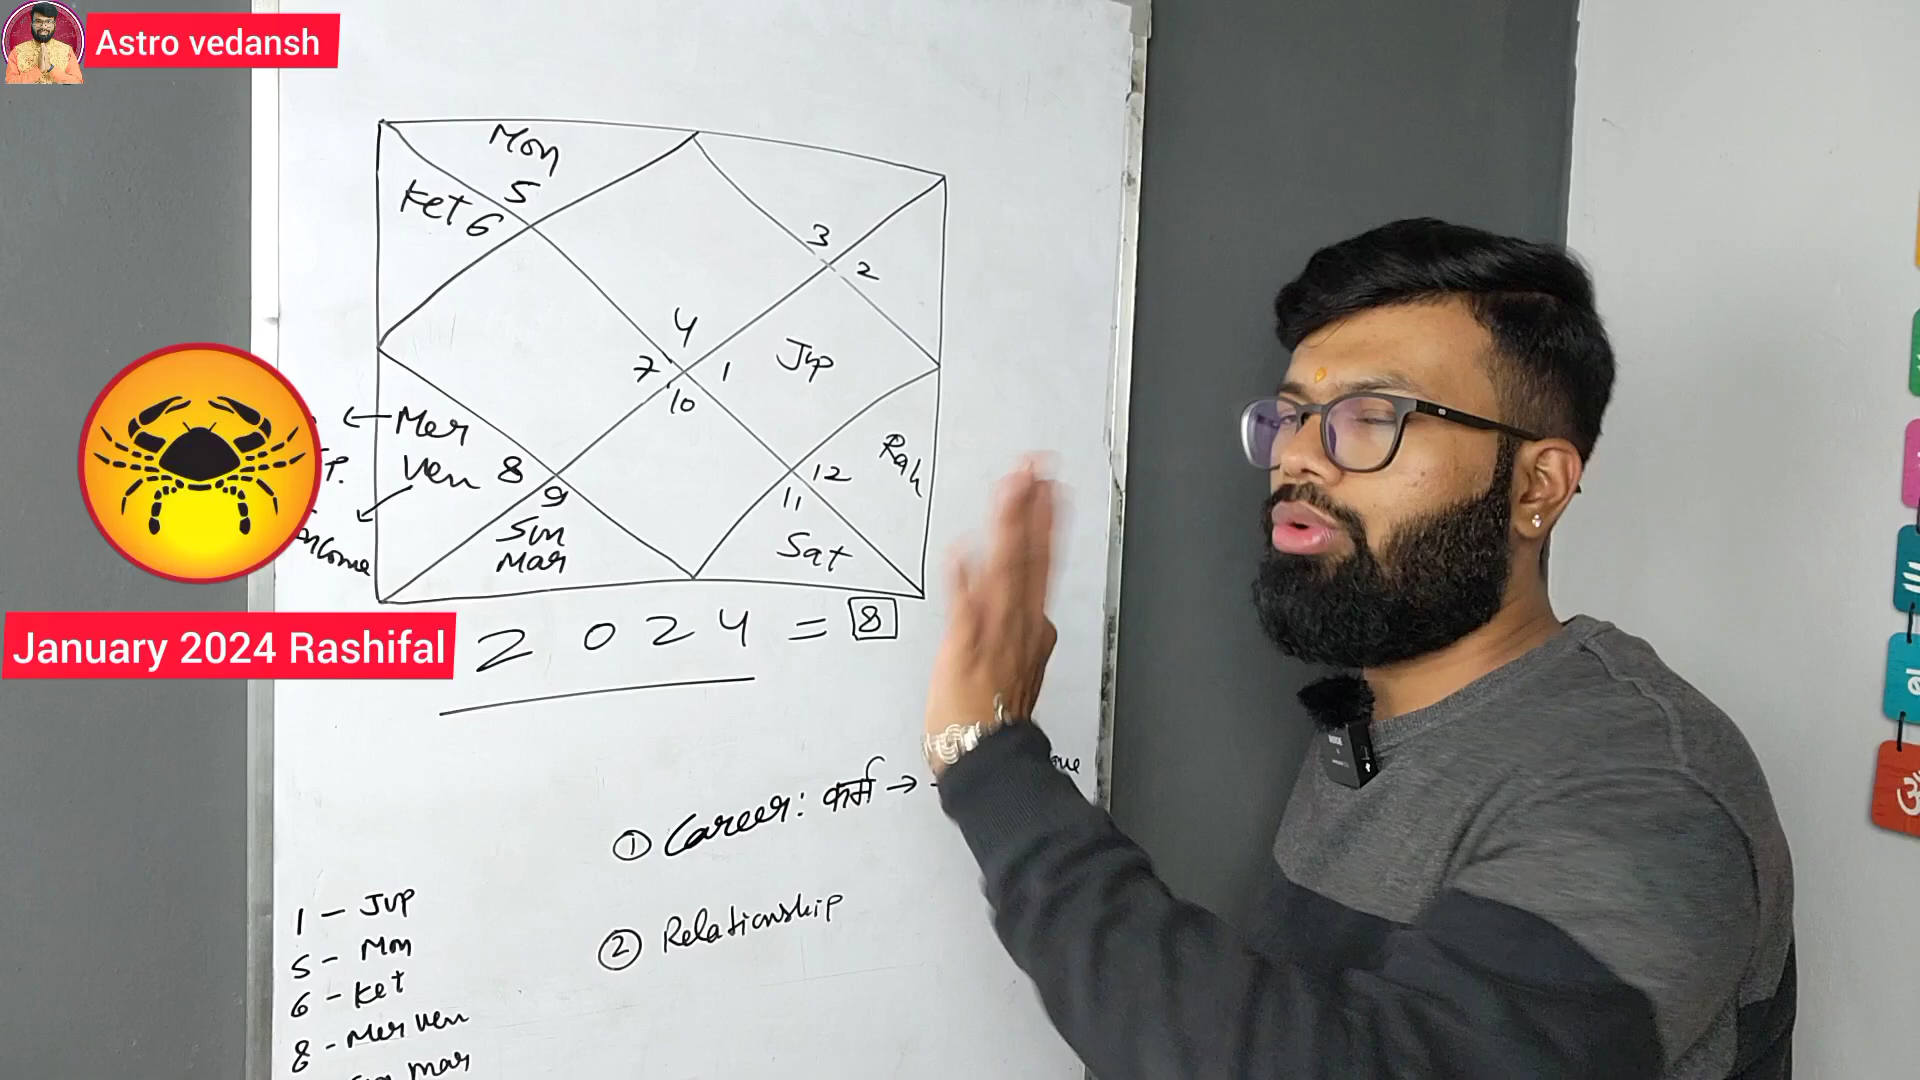 Astro vedansh
Mon
5
Ket 6
3
2
4
7
1
Jup
10
Mer
Ven
8
9
Sun
Mar
12
Rah
11
Sat
January 2024 Rashifal
2024 = 8
① Career: कर्म →
② Relationship
1 - Jup
5 - Mon
6 - Ket
8 - Mer Ven
Sun Mar